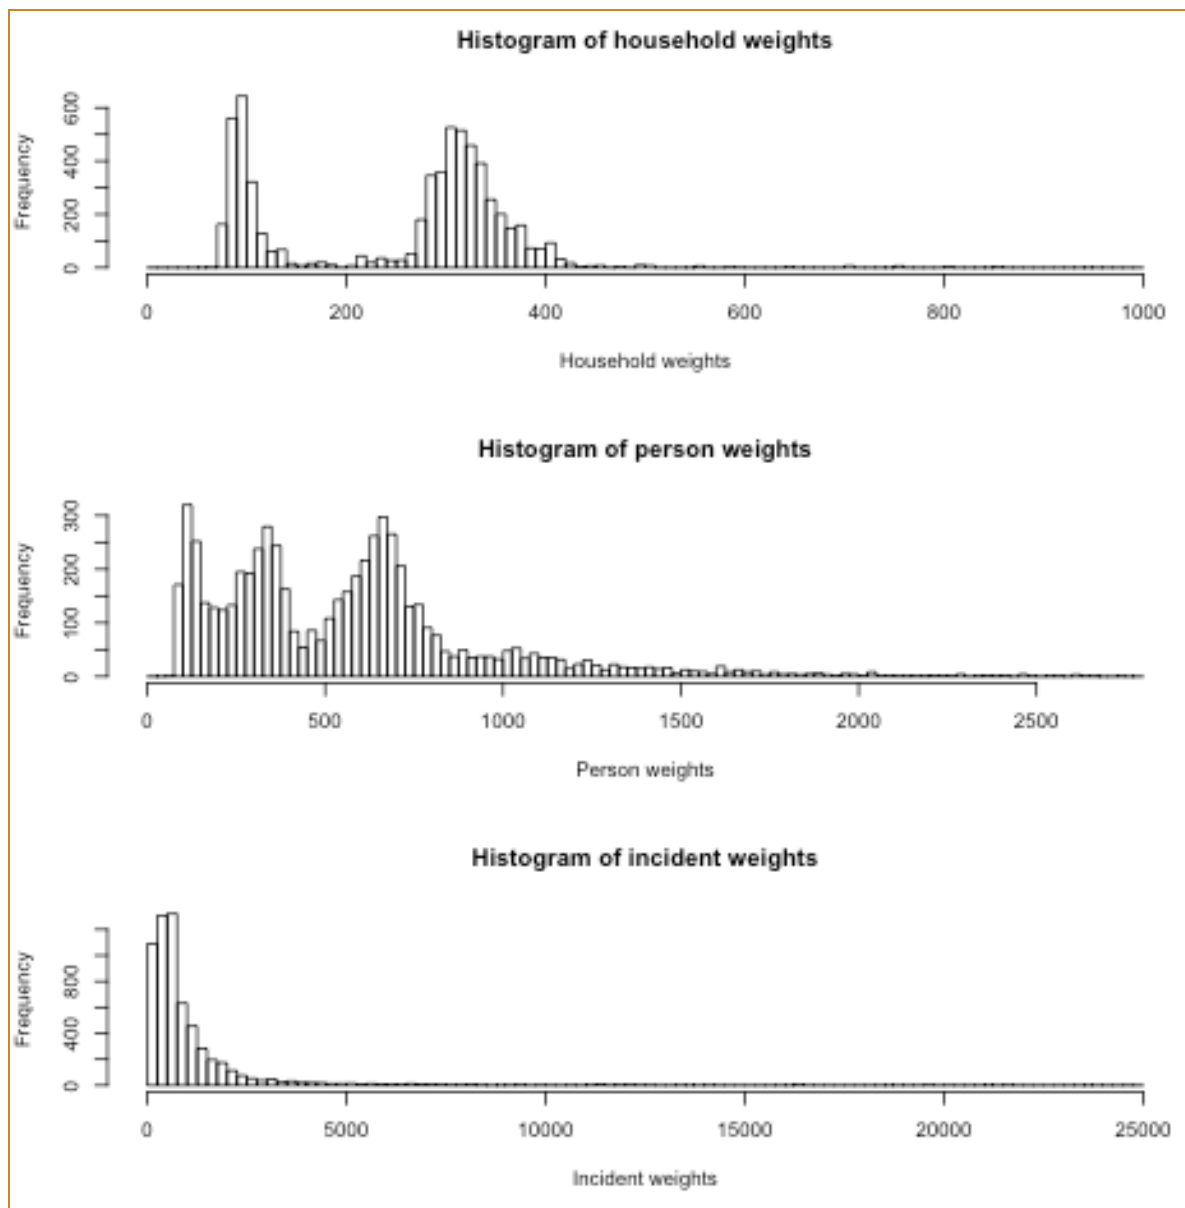 Histogram of household weights
Frequency
0 200 400 600
0 200 400 600 800 1000
Household weights
Histogram of person weights
Frequency
0 100 200 300
0 500 1000 1500 2000 2500
Person weights
Histogram of incident weights
Frequency
0 400 800
0 5000 10000 15000 20000 25000
Incident weights